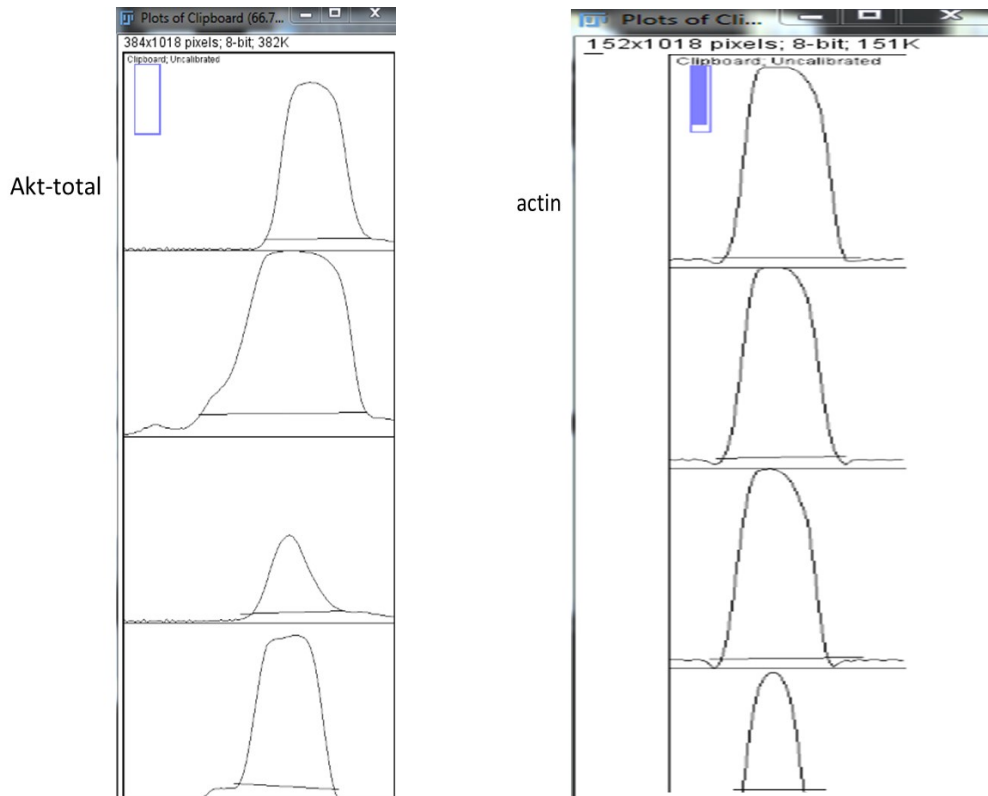 Plots of Clipboard (66.7...
384x1018 pixels; 8-bit; 382K
Clipboard; Uncalibrated
Akt-total
Plots of Cli...
152x1018 pixels; 8-bit; 151K
Clipboard; Uncalibrated
actin